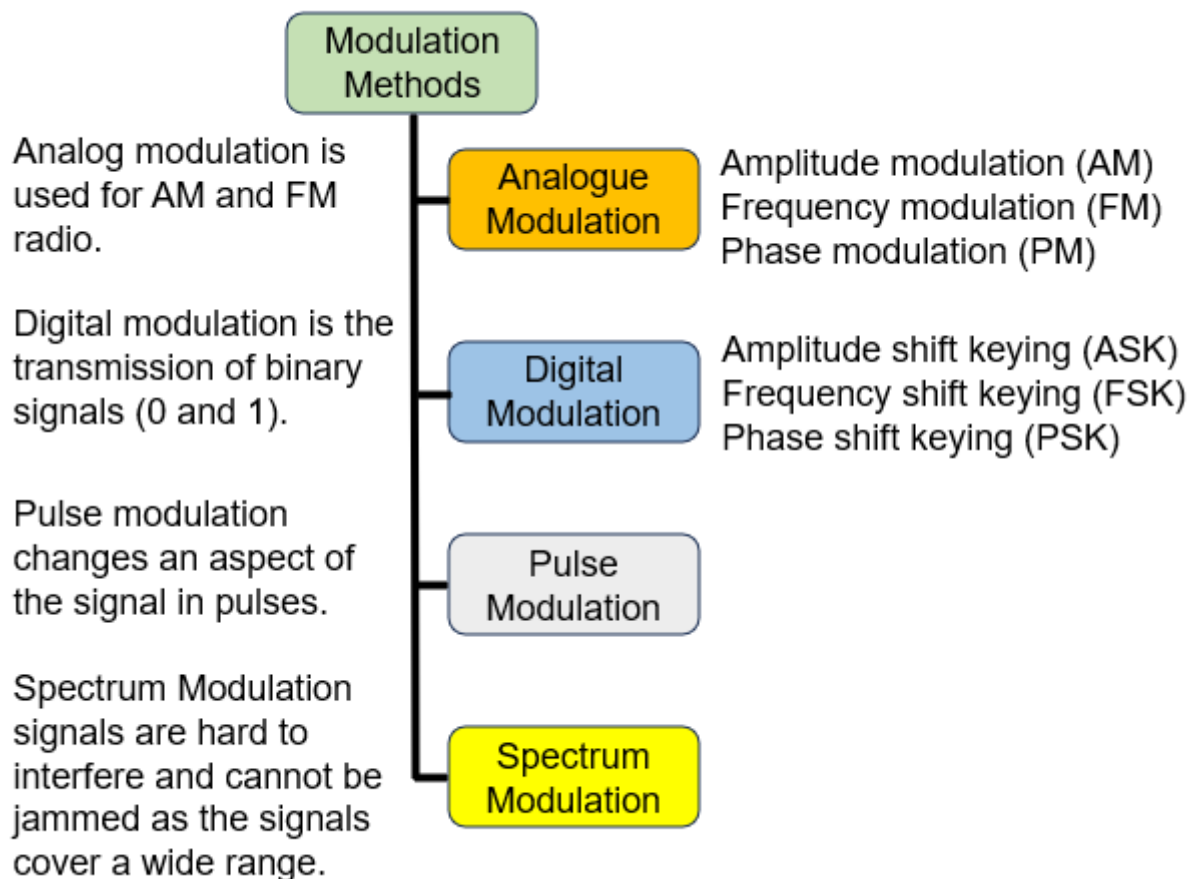 Modulation
Methods
Analog modulation is
used for AM and FM
radio.
Analogue
Modulation
Amplitude modulation (AM)
Frequency modulation (FM)
Phase modulation (PM)
Digital modulation is the
transmission of binary
signals (0 and 1).
Digital
Modulation
Amplitude shift keying (ASK)
Frequency shift keying (FSK)
Phase shift keying (PSK)
Pulse modulation
changes an aspect of
the signal in pulses.
Pulse
Modulation
Spectrum Modulation
signals are hard to
interfere and cannot be
jammed as the signals
cover a wide range.
Spectrum
Modulation